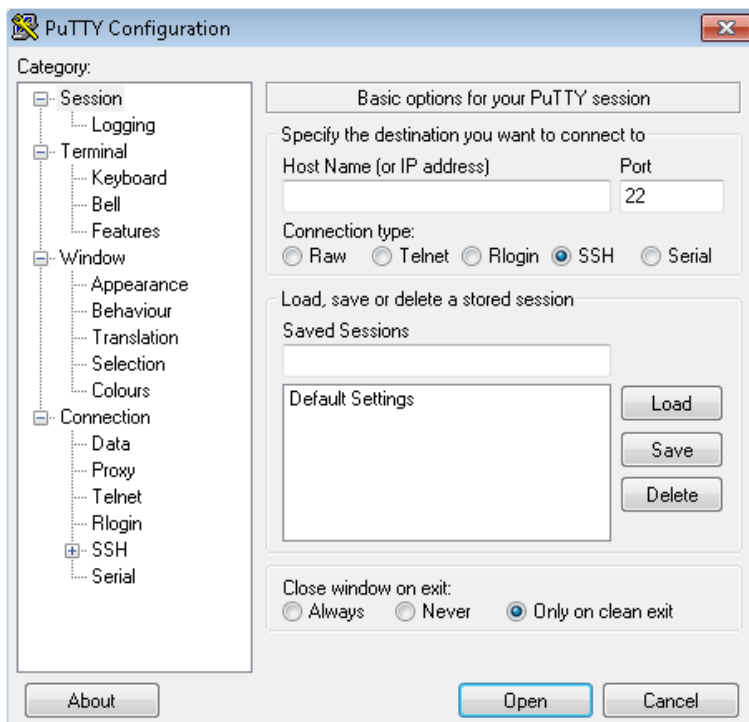 PuTTY Configuration
Category:
Session
Logging
Terminal
Keyboard
Bell
Features
Window
Appearance
Behaviour
Translation
Selection
Colours
Connection
Data
Proxy
Telnet
Rlogin
SSH
Serial
Basic options for your PuTTY session
Specify the destination you want to connect to
Host Name (or IP address) Port
22
Connection type:
Raw Telnet Rlogin SSH Serial
Load, save or delete a stored session
Saved Sessions
Default Settings
Load
Save
Delete
Close window on exit:
Always Never Only on clean exit
About Open Cancel